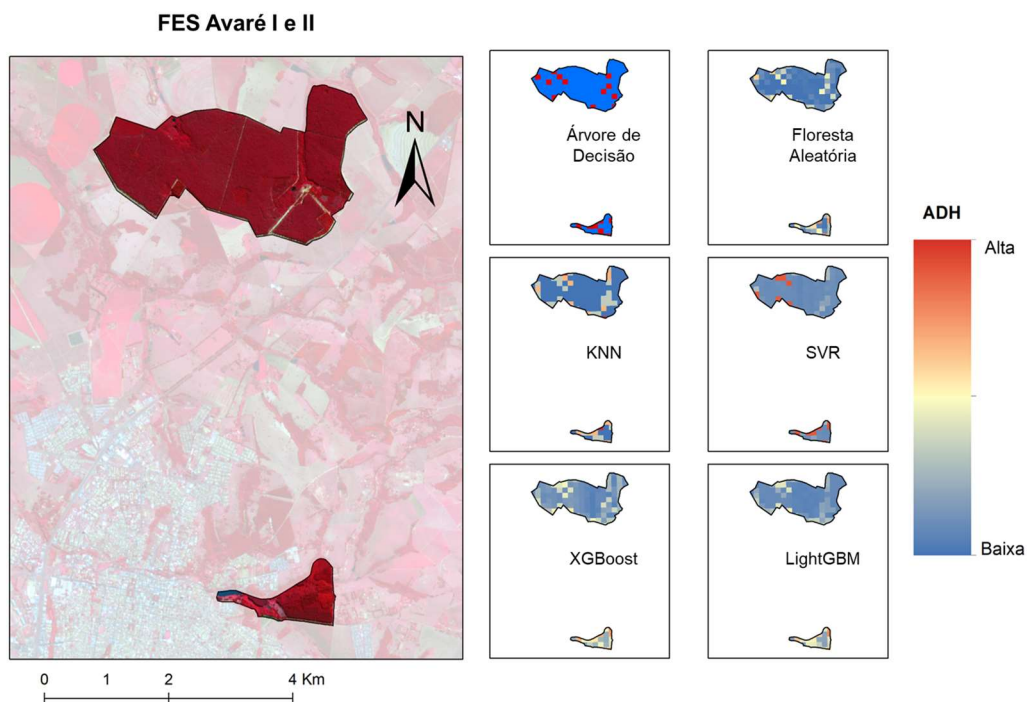 FES Avaré I e II
N
Árvore de
Decisão
Floresta
Aleatória
KNN
SVR
XGBoost
LightGBM
ADH
Alta
Baixa
0 1 2 4 Km